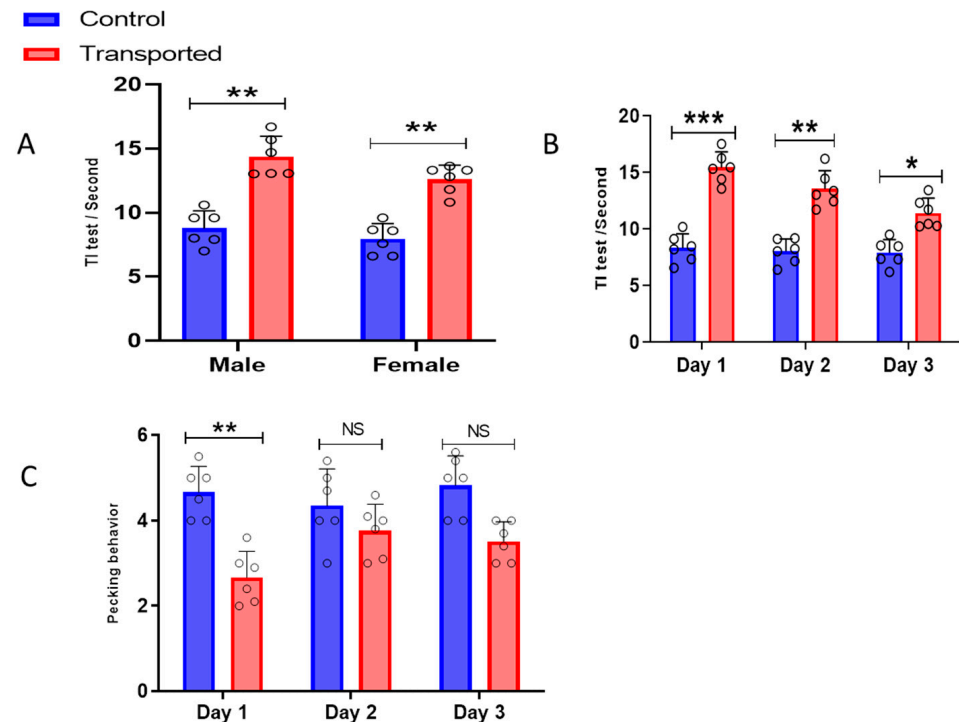 Control
Transported
A
TI test / Second
20
15
10
5
0
**
**
Male
Female
B
TI test /Second
20
15
10
5
0
***
**
*
Day 1
Day 2
Day 3
C
Pecking behavior
6
4
2
0
**
NS
NS
Day 1
Day 2
Day 3